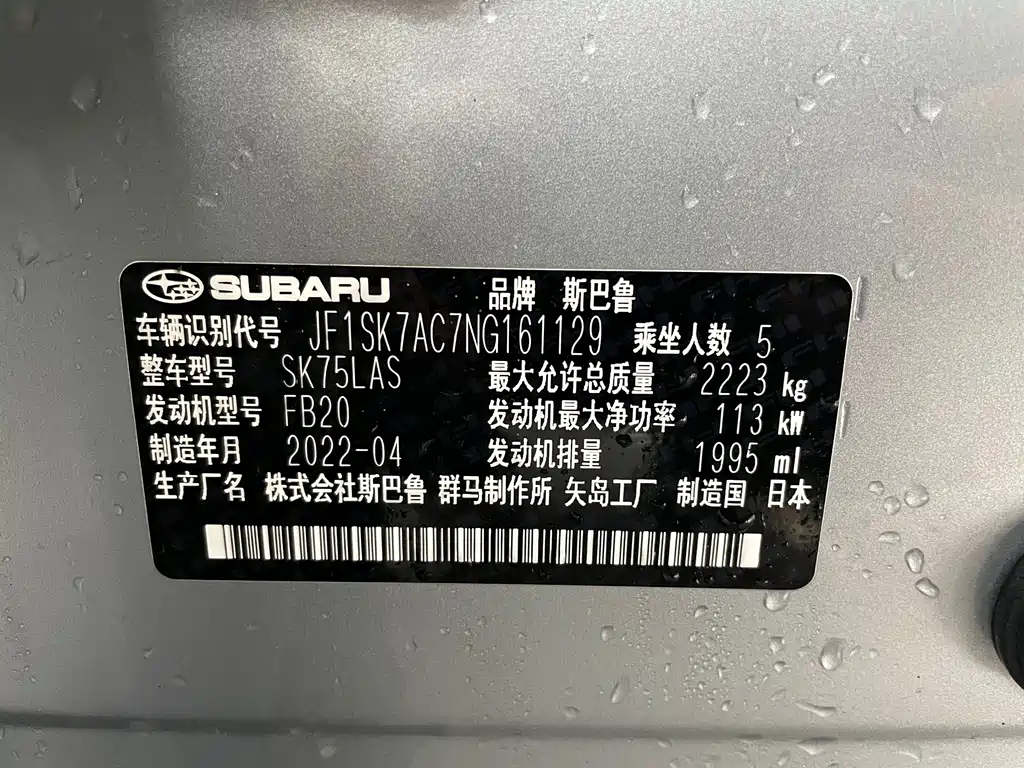 SUBARU 品牌 斯巴鲁
车辆识别代号 JF1SK7AC7NG161129 乘坐人数 5
整车型号 SK75LAS 最大允许总质量 2223 kg
发动机型号 FB20 发动机最大净功率 113 kW
制造年月 2022-04 发动机排量 1995 ml
生产厂名 株式会社斯巴鲁 群马制作所 矢岛工厂 制造国 日本